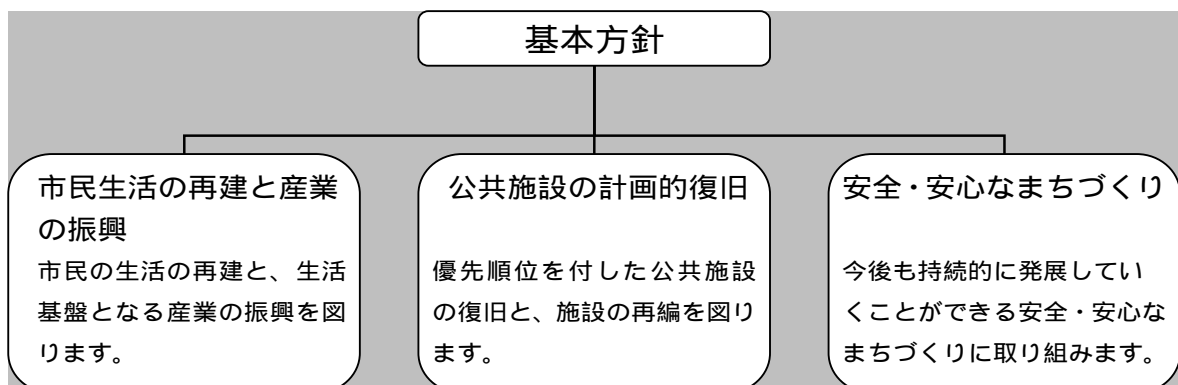 基本方針
市民生活の再建と産業
の振興
市民の生活の再建と、生活
基盤となる産業の振興を図
ります。
公共施設の計画的復旧
優先順位を付した公共施設
の復旧と、施設の再編を図り
ます。
安全・安心なまちづくり
今後も持続的に発展してい
くことができる安全・安心な
まちづくりに取り組みます。